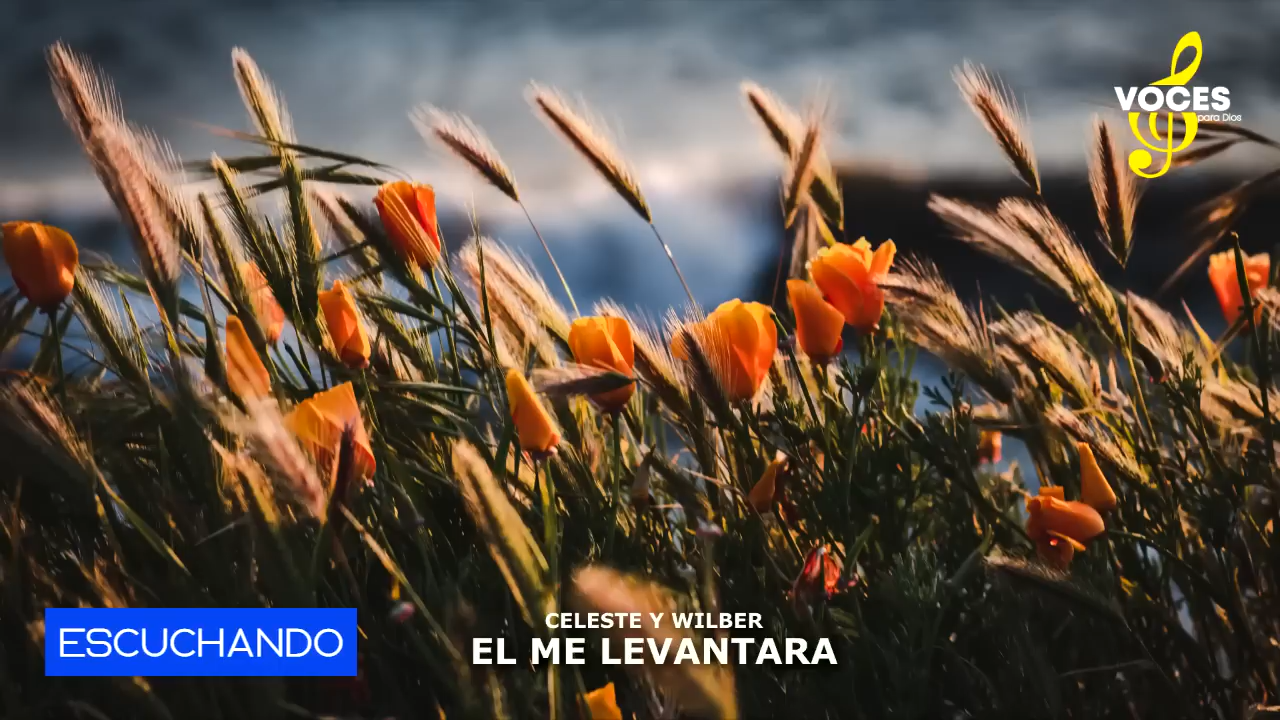 VOCES
para Dios
ESCUCHANDO
CELESTE Y WILBER
EL ME LEVANTARA